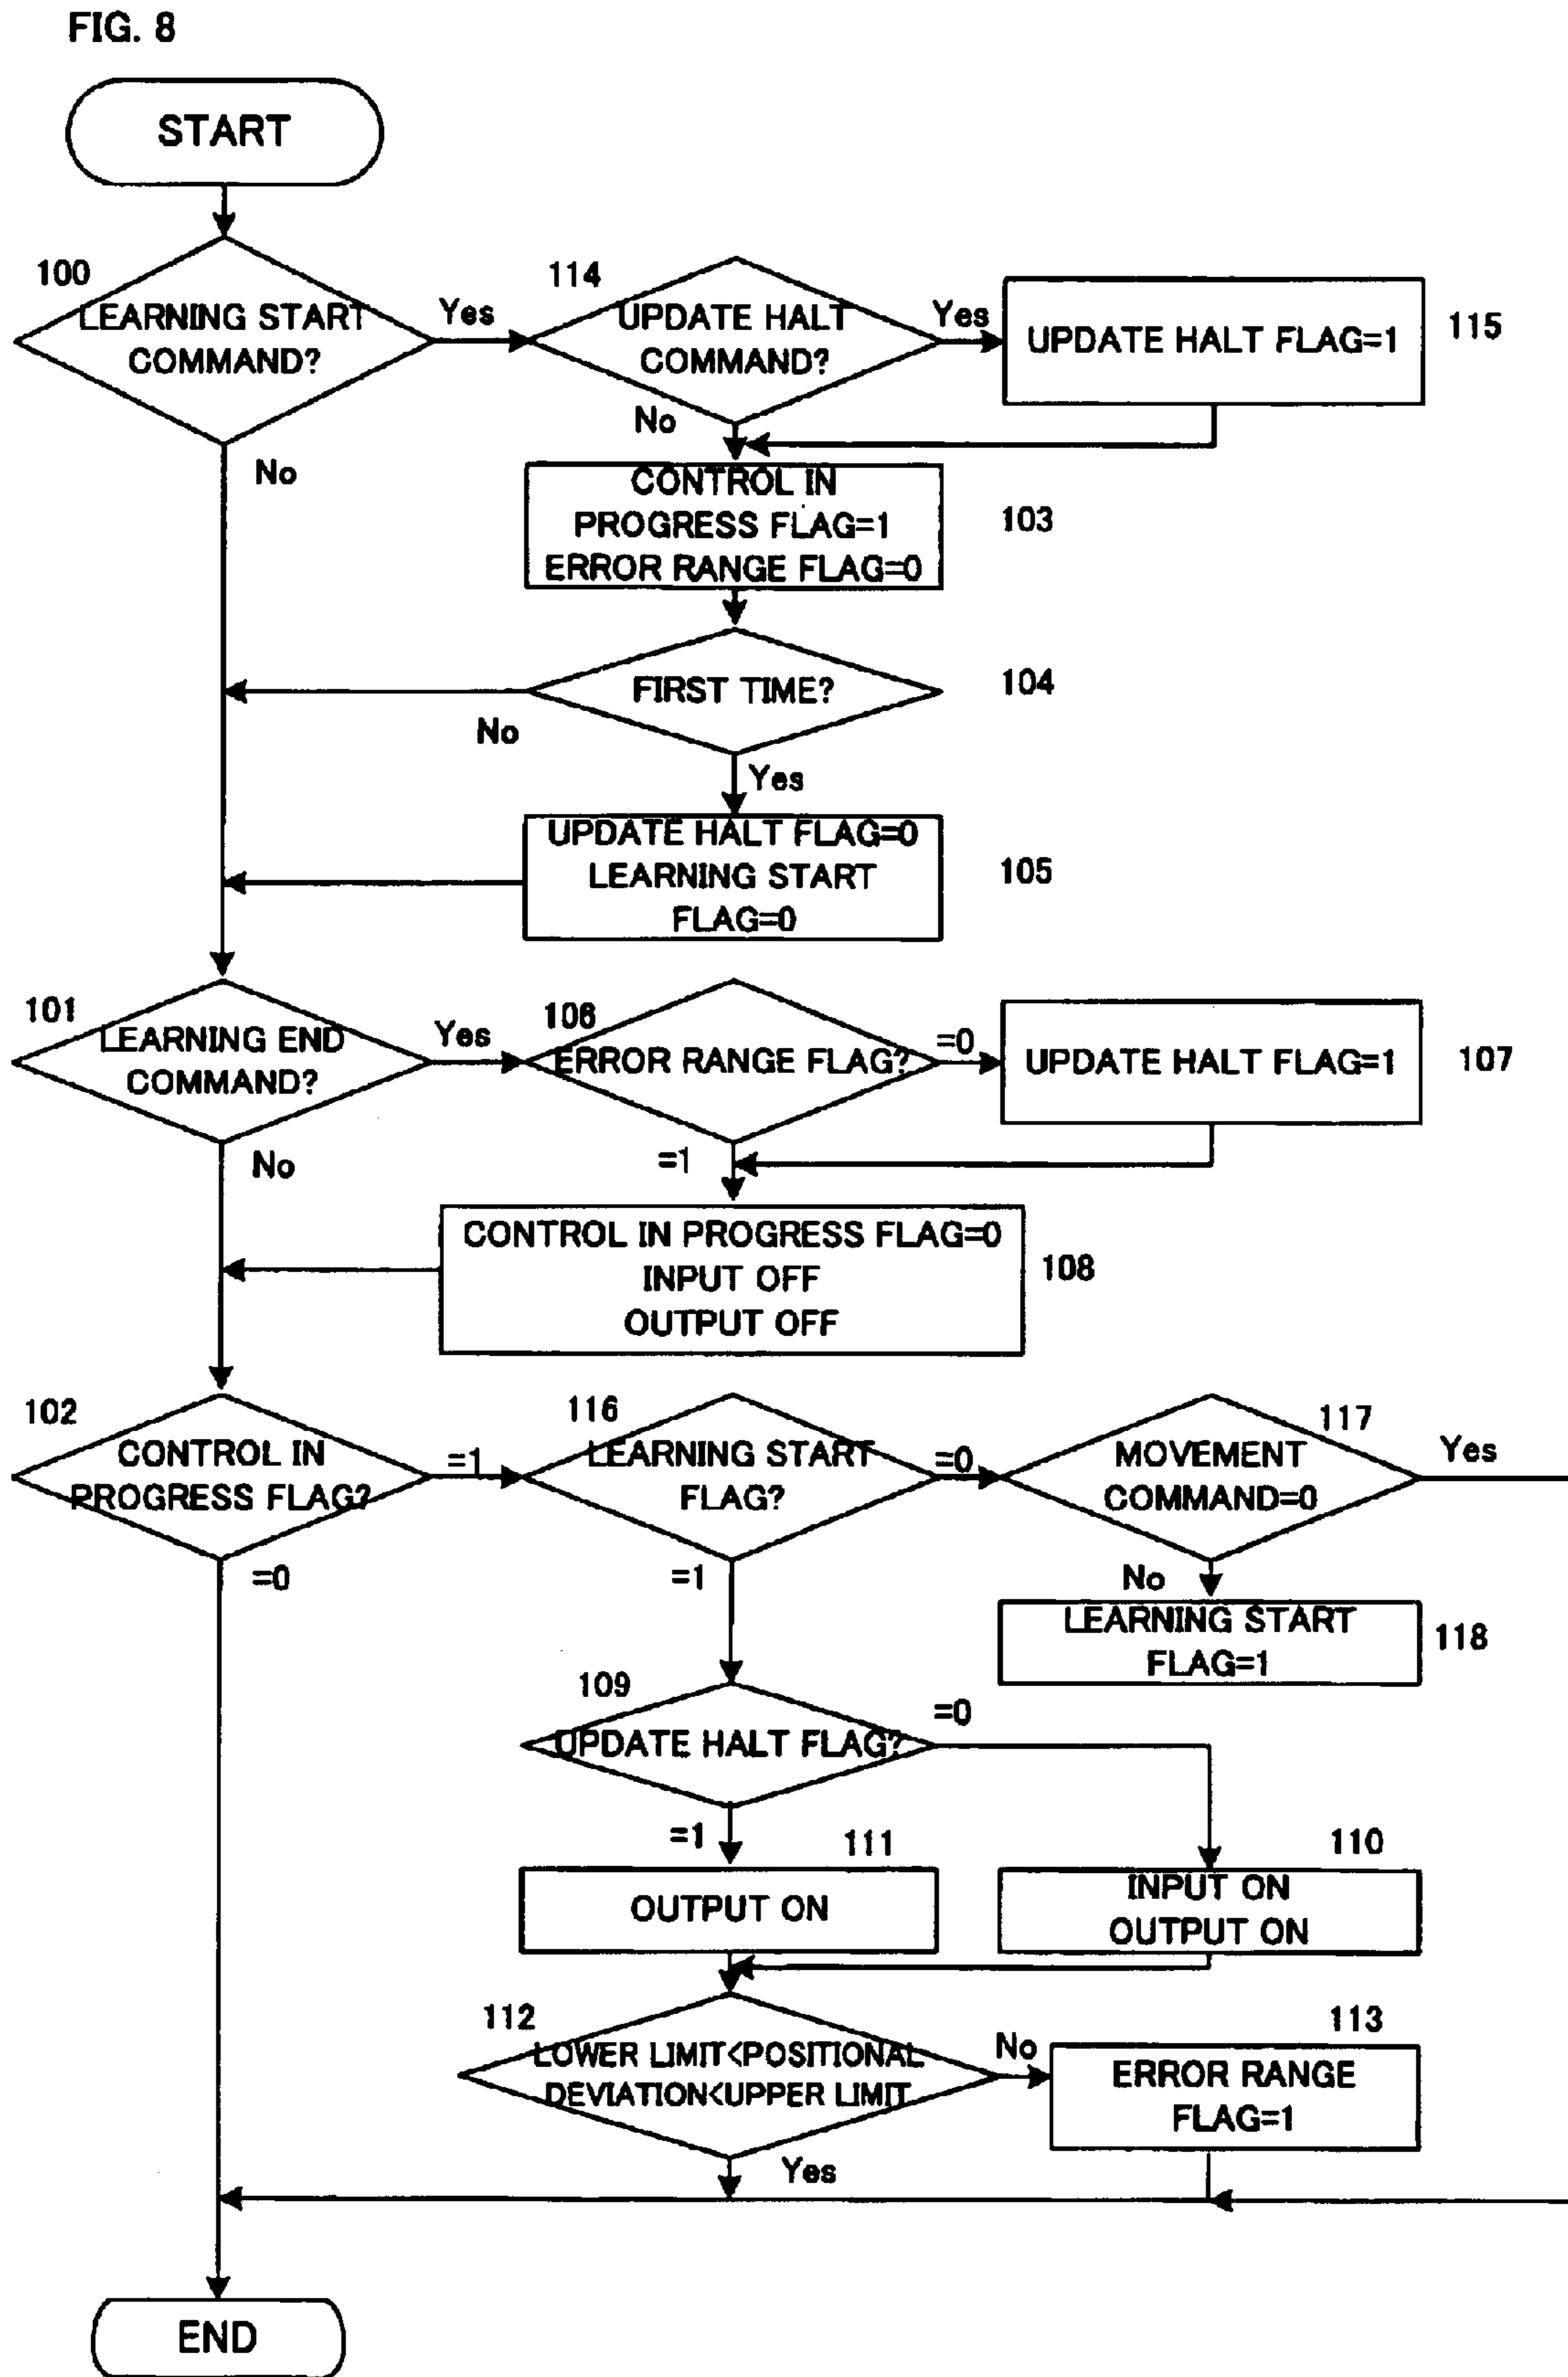 FIG. 8
START
100
LEARNING START
COMMAND?
Yes
No
114
UPDATE HALT
COMMAND?
Yes
No
UPDATE HALT FLAG=1
115
CONTROL IN
PROGRESS FLAG=1
ERROR RANGE FLAG=0
103
FIRST TIME?
104
No
Yes
UPDATE HALT FLAG=0
LEARNING START
FLAG=0
105
101
LEARNING END
COMMAND?
Yes
No
106
ERROR RANGE FLAG?
=0
=1
UPDATE HALT FLAG=1
107
CONTROL IN PROGRESS FLAG=0
INPUT OFF
OUTPUT OFF
108
102
CONTROL IN
PROGRESS FLAG?
=1
=0
116
LEARNING START
FLAG?
=0
=1
117
MOVEMENT
COMMAND=0
Yes
No
LEARNING START
FLAG=1
118
109
UPDATE HALT FLAG?
=0
=1
111
OUTPUT ON
110
INPUT ON
OUTPUT ON
112
LOWER LIMIT<POSITIONAL
DEVIATION<UPPER LIMIT
No
Yes
113
ERROR RANGE
FLAG=1
END